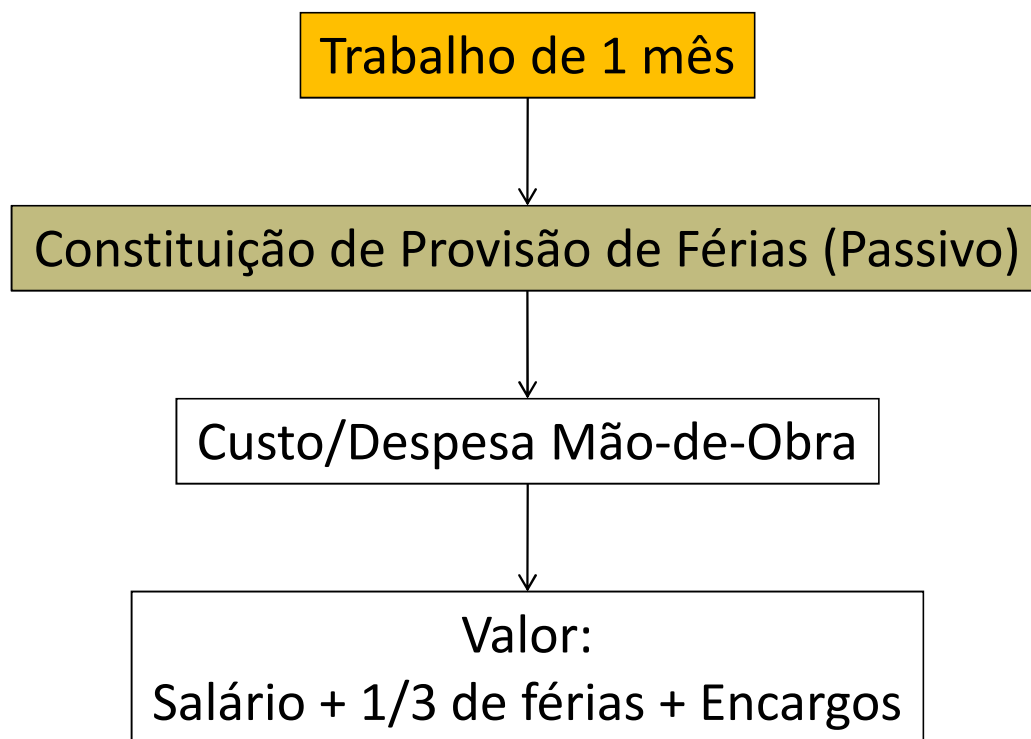 Trabalho de 1 mês
Constituição de Provisão de Férias (Passivo)
Custo/Despesa Mão-de-Obra
Valor:
Salário + 1/3 de férias + Encargos